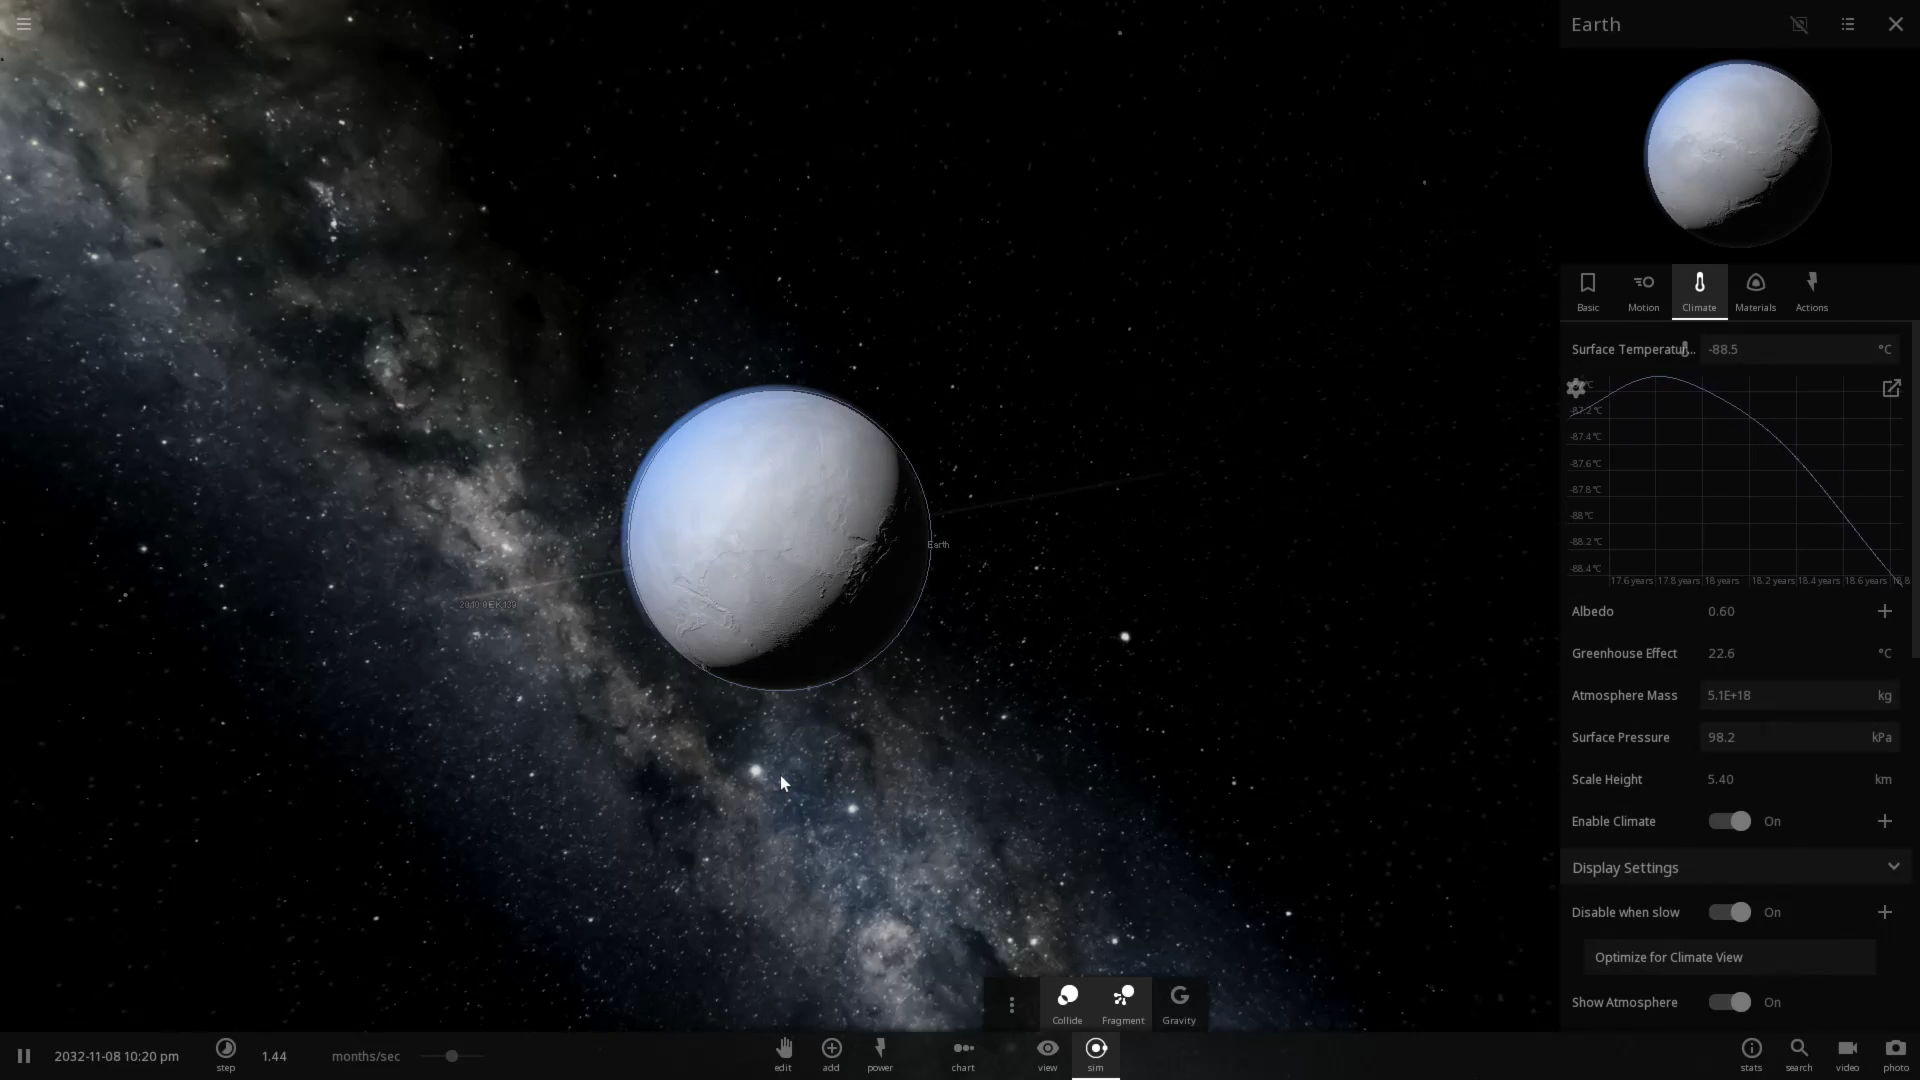 Earth
Basic
Motion
Climate
Materials
Actions
Surface Temperatur... -88.5 °C
-87.2 °C
-87.4 °C
-87.6 °C
-87.8 °C
-88 °C
-88.2 °C
-88.4 °C
17.6 years 17.8 years 18 years 18.2 years 18.4 years 18.6 years 18.8
Albedo 0.60
Greenhouse Effect 22.6 °C
Atmosphere Mass 5.1E+18 kg
Surface Pressure 98.2 kPa
Scale Height 5.40 km
Enable Climate On
Display Settings
Disable when slow On
Optimize for Climate View
Show Atmosphere On
Earth
Collide
Fragment
Gravity
2032-11-08 10:20 pm
step
1.44 months/sec
edit
add
power
chart
view
sim
stats
search
video
photo